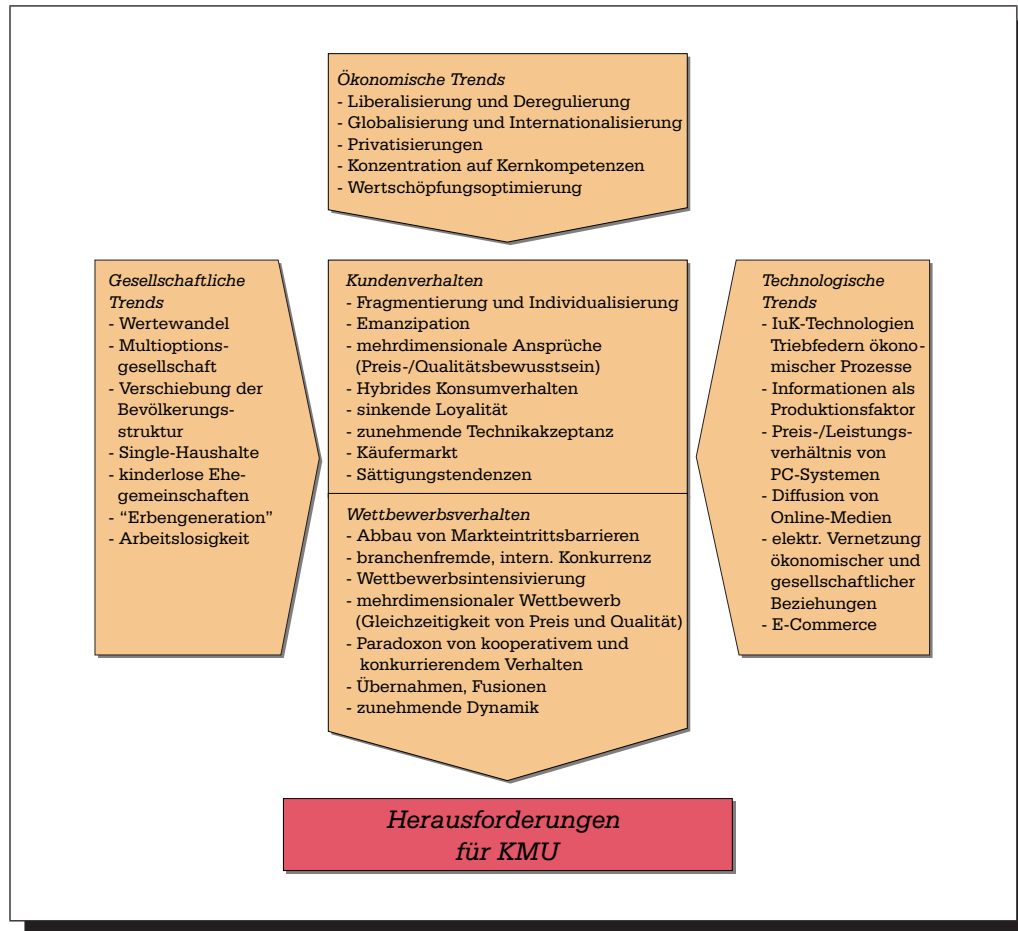 Ökonomische Trends
- Liberalisierung und Deregulierung
- Globalisierung und Internationalisierung
- Privatisierungen
- Konzentration auf Kernkompetenzen
- Wertschöpfungsoptimierung
Gesellschaftliche
Trends
- Wertewandel
- Multioptions-
gesellschaft
- Verschiebung der
Bevölkerungs-
struktur
- Single-Haushalte
- kinderlose Ehe-
gemeinschaften
- “Erbengeneration”
- Arbeitslosigkeit
Kundenverhalten
- Fragmentierung und Individualisierung
- Emanzipation
- mehrdimensionale Ansprüche
(Preis-/Qualitätsbewusstsein)
- Hybrides Konsumverhalten
- sinkende Loyalität
- zunehmende Technikakzeptanz
- Käufermarkt
- Sättigungstendenzen
Wettbewerbsverhalten
- Abbau von Markteintrittsbarrieren
- branchenfremde, intern. Konkurrenz
- Wettbewerbsintensivierung
- mehrdimensionaler Wettbewerb
(Gleichzeitigkeit von Preis und Qualität)
- Paradoxon von kooperativem und
konkurrierendem Verhalten
- Übernahmen, Fusionen
- zunehmende Dynamik
Technologische
Trends
- IuK-Technologien
Triebfedern ökono-
mischer Prozesse
- Informationen als
Produktionsfaktor
- Preis-/Leistungs-
verhältnis von
PC-Systemen
- Diffusion von
Online-Medien
- elektr. Vernetzung
ökonomischer und
gesellschaftlicher
Beziehungen
- E-Commerce
Herausforderungen
für KMU